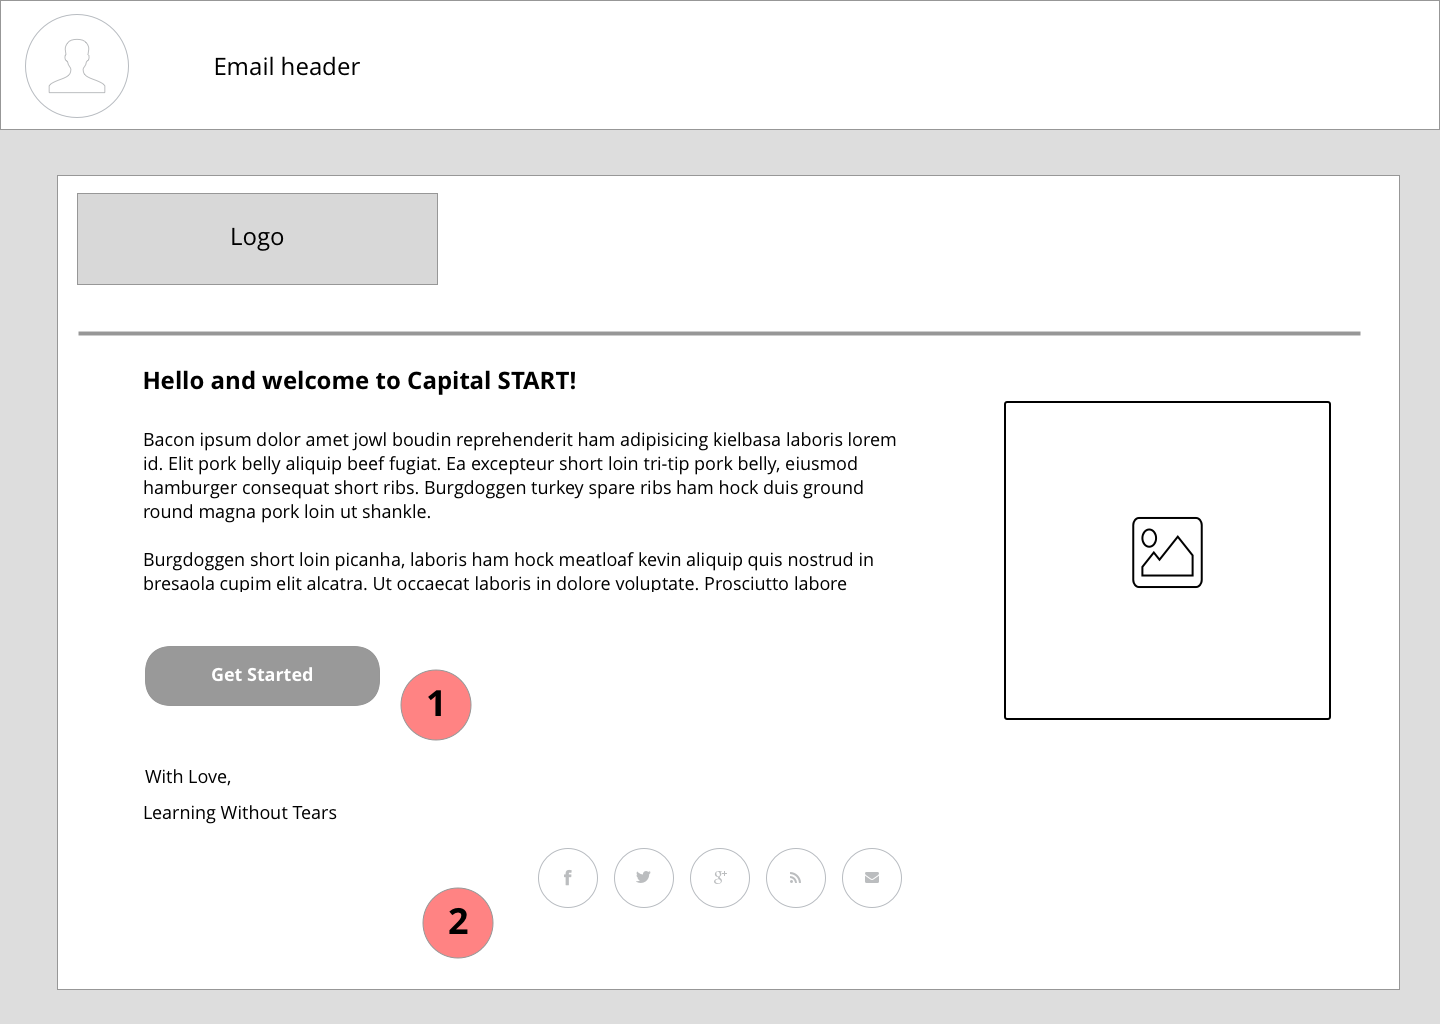 Email header
Logo
Hello and welcome to Capital START!
Bacon ipsum dolor amet jowl boudin reprehenderit ham adipisicing kielbasa laboris lorem
id. Elit pork belly aliquip beef fugiat. Ea excepteur short loin tri-tip pork belly, eiusmod
hamburger consequat short ribs. Burgdoggen turkey spare ribs ham hock duis ground
round magna pork loin ut shankle.
Burgdoggen short loin picanha, laboris ham hock meatloaf kevin aliquip quis nostrud in
bresaola cupim elit alcatra. Ut occaecat laboris in dolore voluptate. Prosciutto labore
Get Started
1
With Love,
Learning Without Tears
2